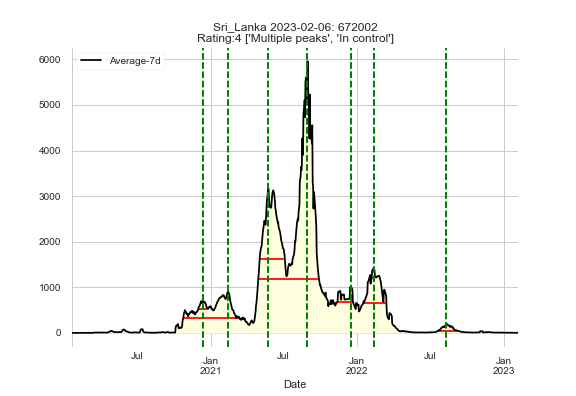 Sri_Lanka 2023-02-06: 672002
Rating:4 ['Multiple peaks', 'In control']
Average-7d
6000
5000
4000
3000
2000
1000
0
Jul
Jan
2021
Jul
Jan
2022
Jul
Jan
2023
Date